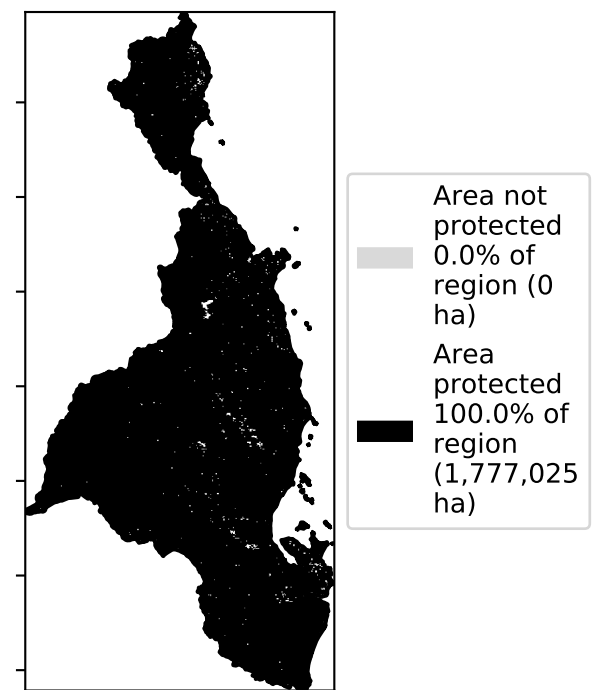 Area not
protected
0.0% of
region (0
ha)
Area
protected
100.0% of
region
(1,777,025
ha)